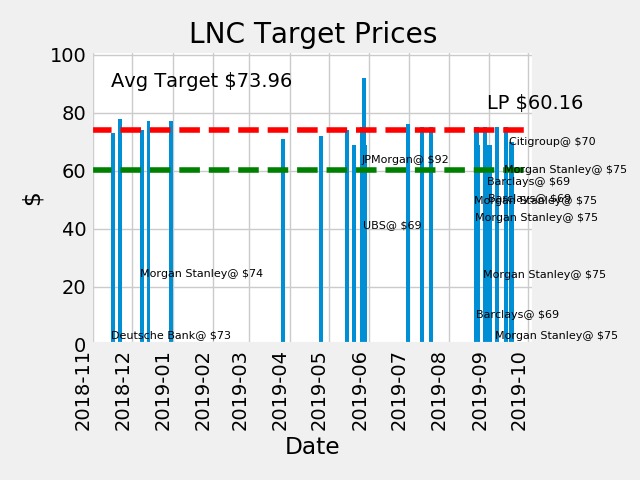 LNC Target Prices
100
Avg Target $73.96
LP $60.16
80
Citigroup@ $70
JPMorgan@ $92
Morgan Stanley@ $75
60
Barclays@ $69
Barclays@ $69
Morgan Stanley@ $75
$
Morgan Stanley@ $75
UBS@ $69
40
Morgan Stanley@ $74
Morgan Stanley@ $75
20
Barclays@ $69
Deutsche Bank@ $73
Morgan Stanley@ $75
0
2018-11
2018-12
2019-01
2019-02
2019-03
2019-04
2019-05
2019-06
2019-07
2019-08
2019-09
2019-10
Date